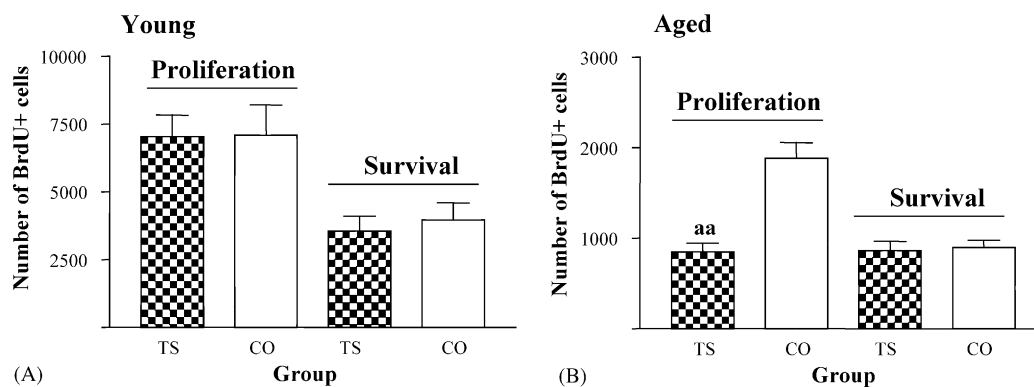 Young
Number of BrdU+ cells
10000
7500
5000
2500
Proliferation
Survival
TS
CO
TS
CO
Group
(A)
Aged
Number of BrdU+ cells
3000
2000
1000
Proliferation
aa
Survival
TS
CO
TS
CO
Group
(B)